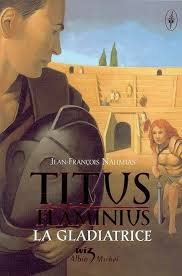 JEAN-FRANÇOIS NAHMIAS
TITUS
FLAMINIUS
LA GLADIATRICE
wiz
Albin Michel